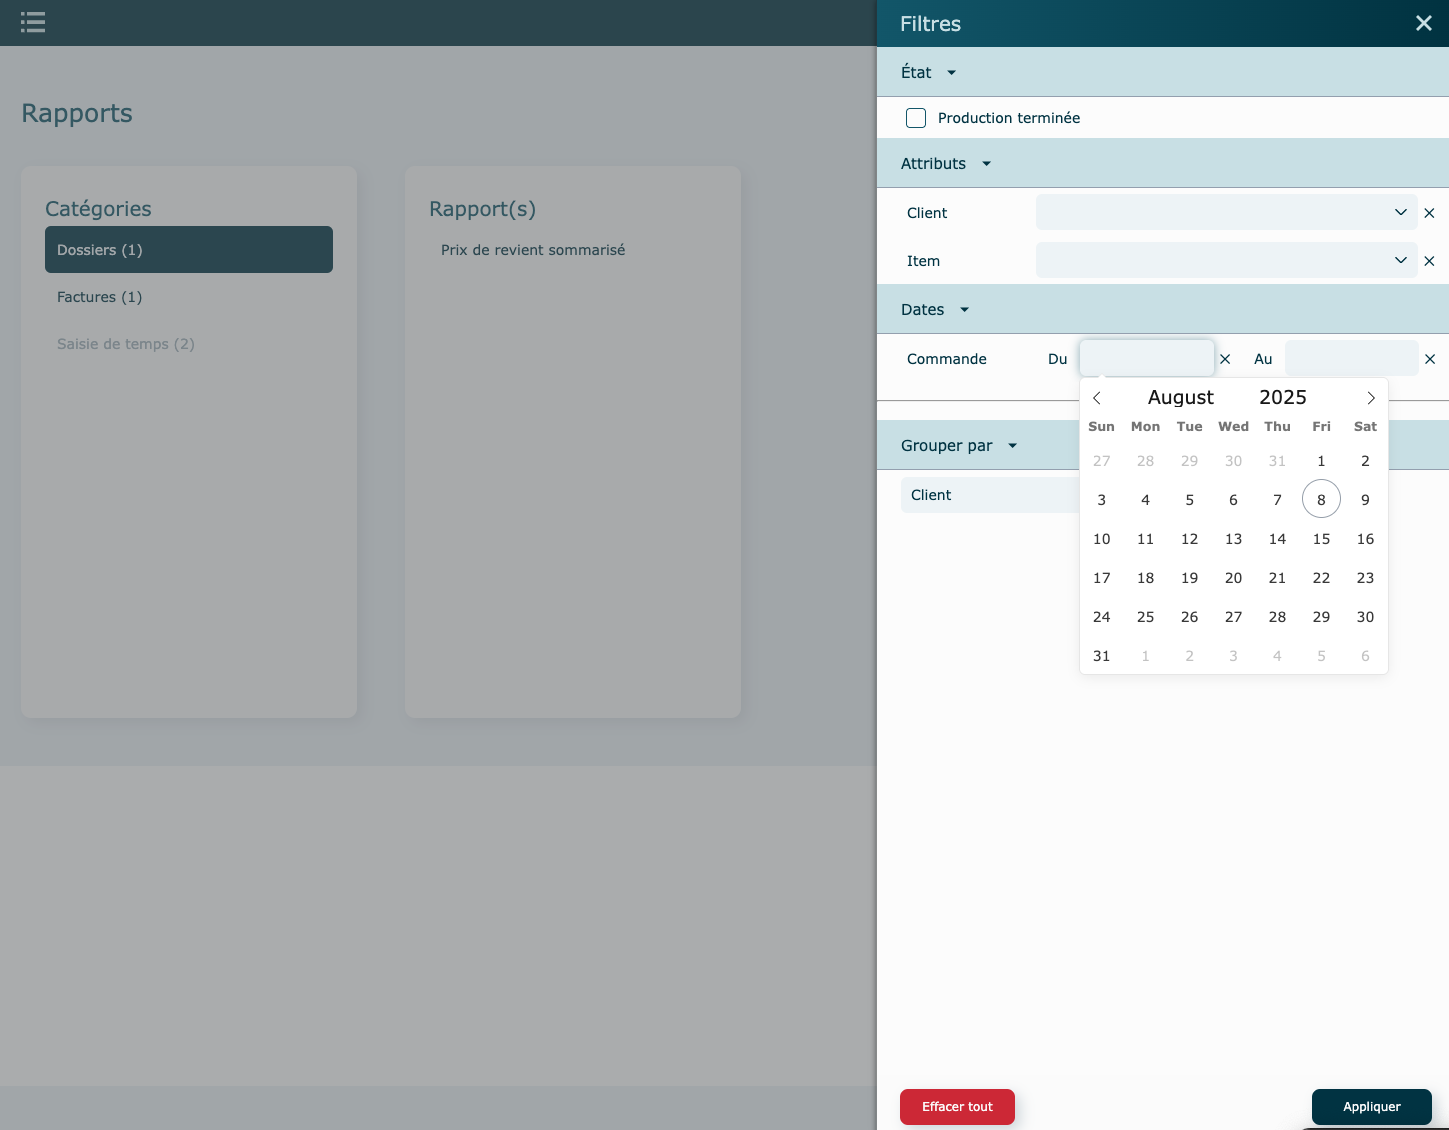 Rapports
Catégories
Dossiers (1)
Factures (1)
Saisie de temps (2)
Rapport(s)
Prix de revient sommarisé
Filtres
État
Production terminée
Attributs
Client
Item
Dates
Commande Du Au
August 2025
Sun Mon Tue Wed Thu Fri Sat
27 28 29 30 31 1 2
3 4 5 6 7 8 9
10 11 12 13 14 15 16
17 18 19 20 21 22 23
24 25 26 27 28 29 30
31 1 2 3 4 5 6
Grouper par
Client
Effacer tout Appliquer